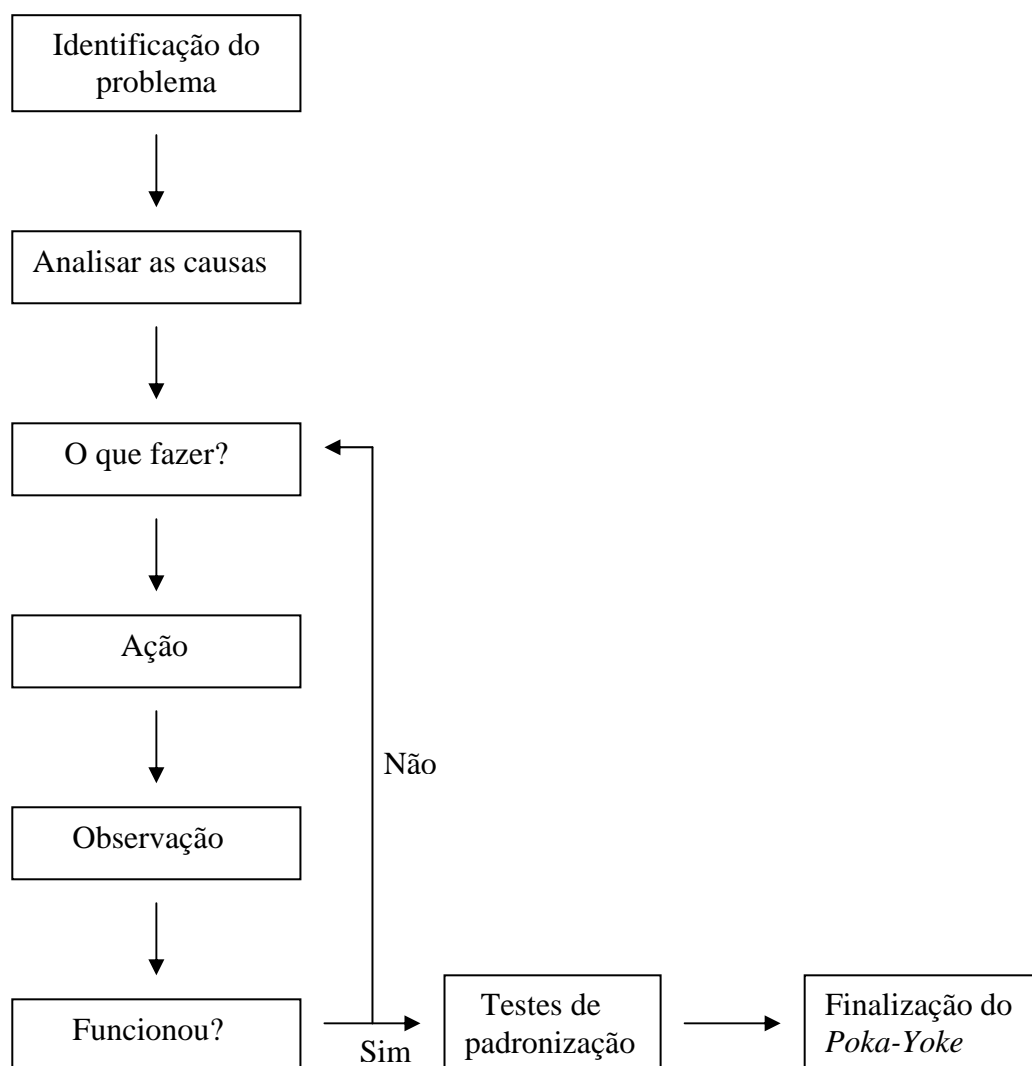 Identificação do
problema
Analisar as causas
O que fazer?
Ação
Não
Observação
Funcionou?
Sim
Testes de
padronização
Finalização do
Poka-Yoke